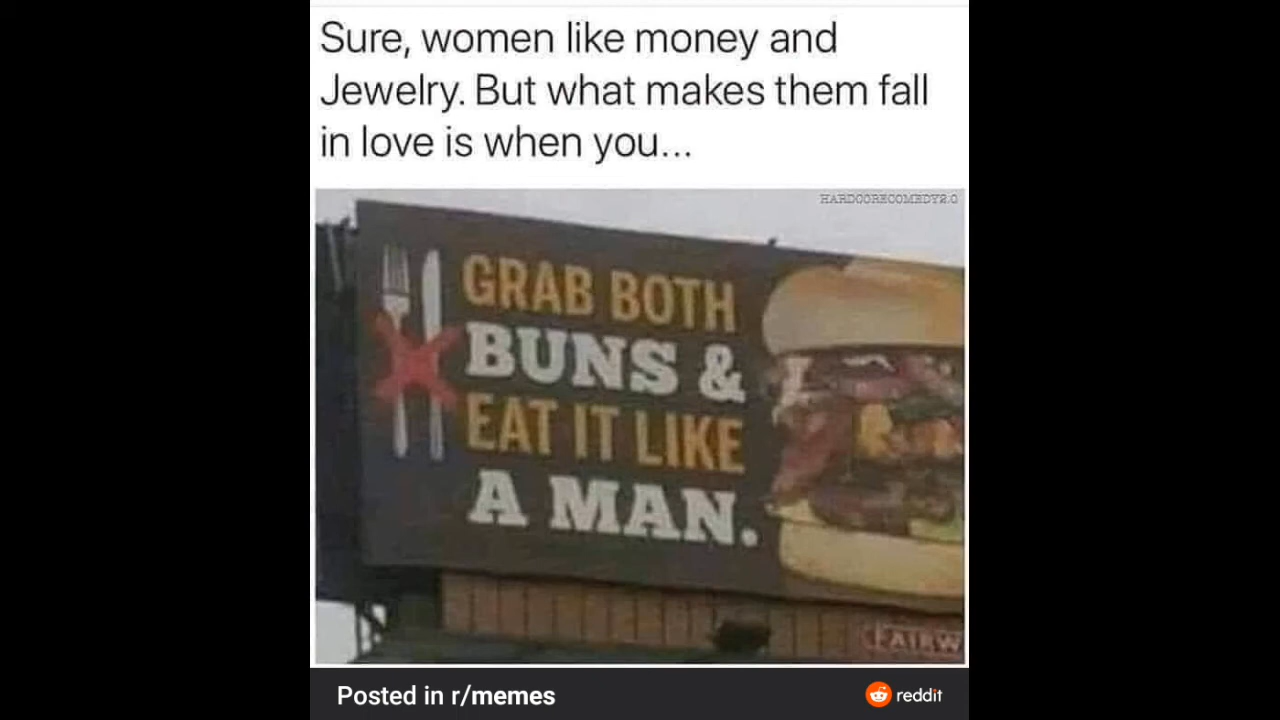 Sure, women like money and
Jewelry. But what makes them fall
in love is when you...
HARDCORECOMEDY2.0
GRAB BOTH
BUNS &
EAT IT LIKE
A MAN.
FAIRW
Posted in r/memes
reddit